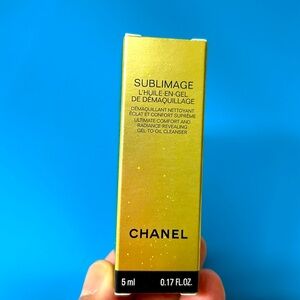 SUBLIMAGE
L'HUILE-EN-GEL
DE DÉMAQUILLAGE
DÉMAQUILLANT NETTOYANT
ÉCLAT ET CONFORT SUPRÊME
ULTIMATE COMFORT AND
RADIANCE-REVEALING
GEL-TO-OIL CLEANSER
CHANEL
5 ml 0.17 FL.OZ.